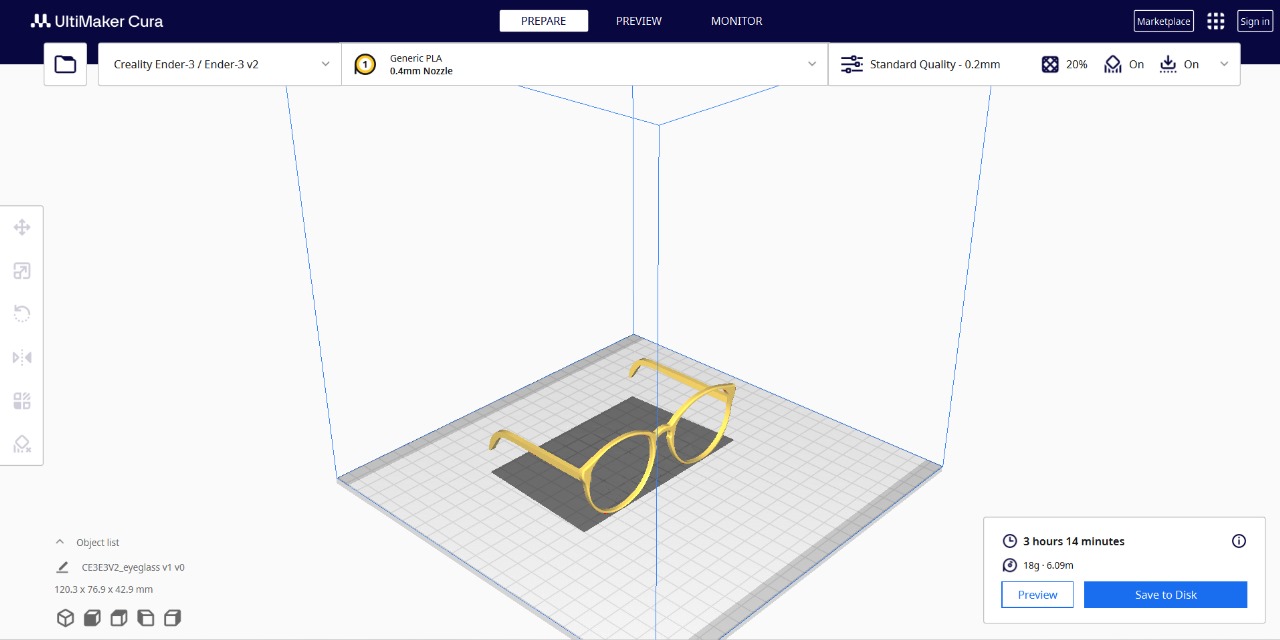 UltiMaker Cura
PREPARE
PREVIEW
MONITOR
Marketplace
Sign in
Creality Ender-3 / Ender-3 v2
1
Generic PLA
0.4mm Nozzle
Standard Quality - 0.2mm
20%
On
On
Object list
CE3E3V2_eyeglass v1 v0
120.3 x 76.9 x 42.9 mm
3 hours 14 minutes
18g · 6.09m
Preview
Save to Disk